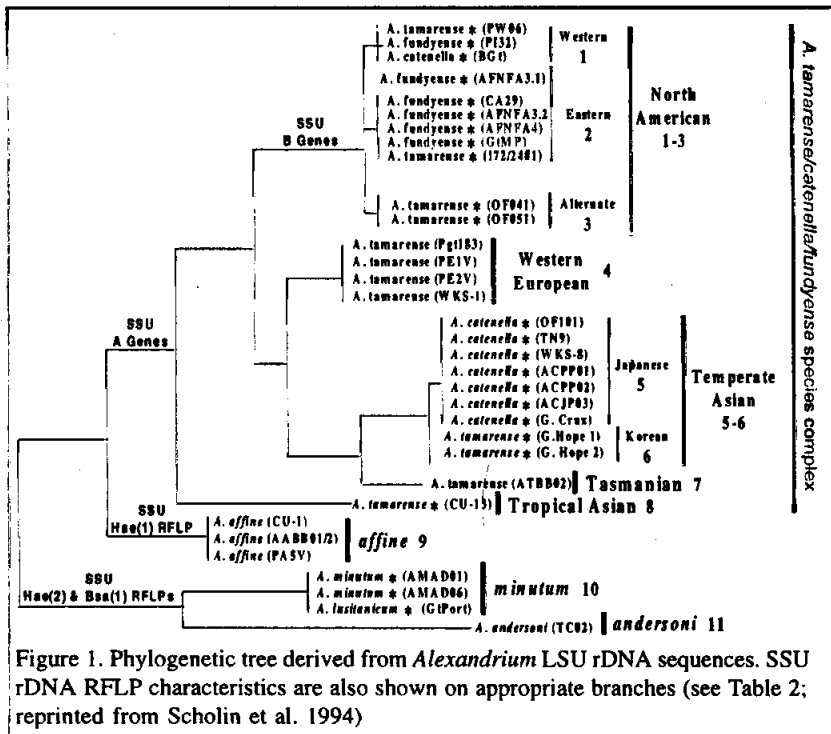 A. tamarense * (PW06)
A. fundyense * (PI32)
A. catenella * (BGt)
Western
1
A. fundyense * (AFNFA3.1)
A. fundyense * (CA29)
A. fundyense * (AFNFA3.2
A. fundyense * (AFNFA4)
A. fundyense * (GtMP)
A. tamarense * (172/24#1)
Eastern
2
North
American
1-3
SSU
B Genes
A. tamarense * (OF041)
A. tamarense * (OF051)
Alternate
3
A. tamarense (Pgt183)
A. tamarense (PE1V)
A. tamarense (PE2V)
A. tamarense (WKS-1)
Western
European
4
SSU
A Genes
A. catenella * (OF101)
A. catenella * (TN9)
A. catenella * (WKS-8)
A. catenella * (ACPP01)
A. catenella * (ACPP02)
A. catenella * (ACJP03)
A. catenella * (G. Crux)
Japanese
5
A. tamarense * (G.Hope 1)
A. tamarense * (G. Hope 2)
Korean
6
Temperate
Asian
5-6
A. tamarense (ATBB02)
Tasmanian 7
A. tamarense * (CU-15)
Tropical Asian 8
A. tamarense/catenella/fundyense species complex
SSU
Hae(1) RFLP
A. affine (CU-1)
A. affine (AABB01/2)
A. affine (PA5V)
affine 9
SSU
Hae(2) & Bsa(1) RFLPs
A. minutum * (AMAD01)
A. minutum * (AMAD06)
A. lusitanicum * (GtPort)
minutum 10
A. andersoni (TC02)
andersoni 11
Figure 1. Phylogenetic tree derived from Alexandrium LSU rDNA sequences. SSU
rDNA RFLP characteristics are also shown on appropriate branches (see Table 2;
reprinted from Scholin et al. 1994)